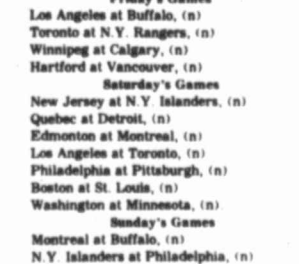 Friday's Games
Los Angeles at Buffalo, (n)
Toronto at N.Y. Rangers, (n)
Winnipeg at Calgary, (n)
Hartford at Vancouver, (n)
Saturday's Games
New Jersey at N.Y. Islanders, (n)
Quebec at Detroit, (n)
Edmonton at Montreal, (n)
Los Angeles at Toronto, (n)
Philadelphia at Pittsburgh, (n)
Boston at St. Louis, (n)
Washington at Minnesota, (n)
Sunday's Games
Montreal at Buffalo, (n)
N.Y. Islanders at Philadelphia, (n)